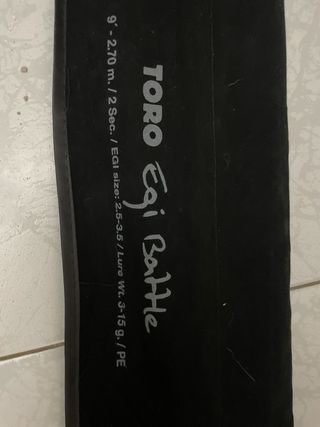 TORO Egi Battle
9' - 2.70 m. / 2 Sec. / EGI size: 2.5-3.5 / Lure Wt. 3-15 g. / PE